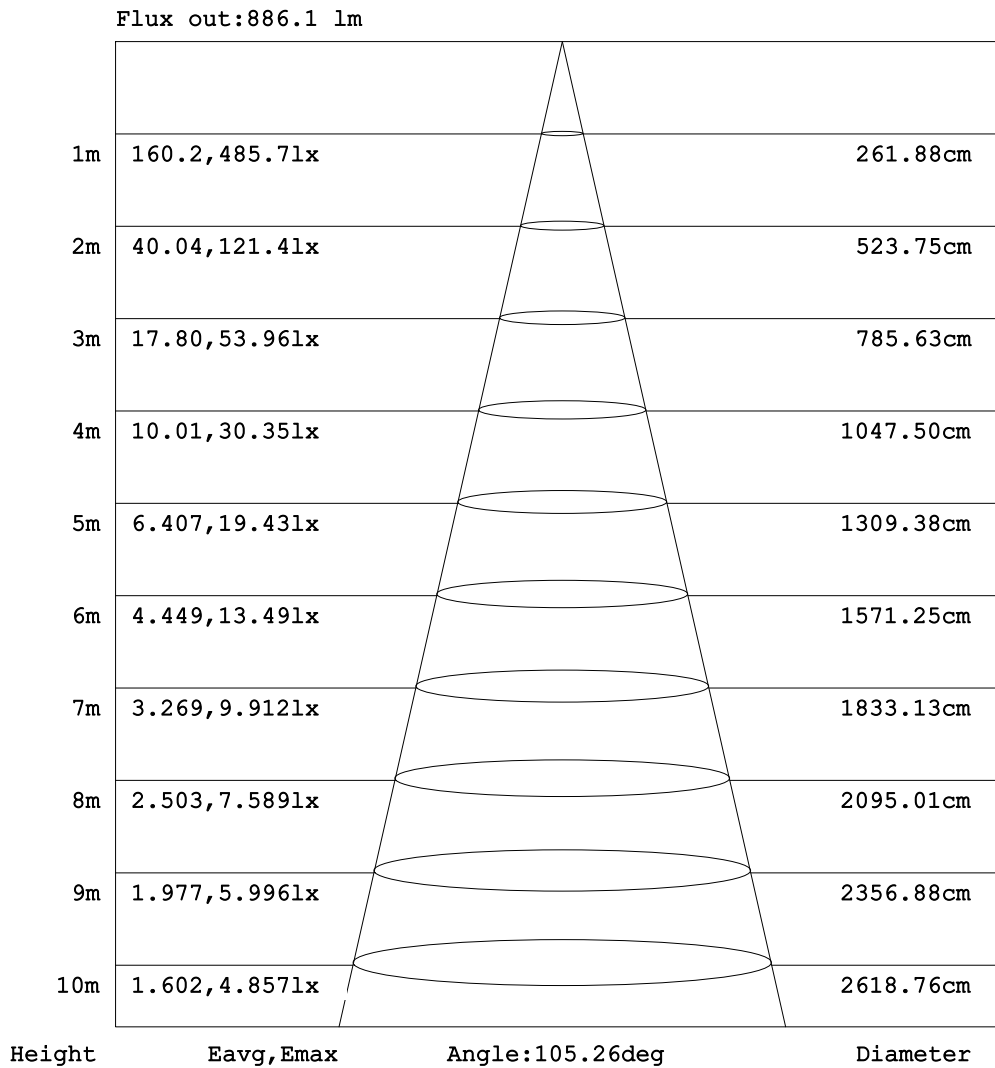 Flux out:886.1 lm
1m 160.2,485.7lx 261.88cm
2m 40.04,121.4lx 523.75cm
3m 17.80,53.96lx 785.63cm
4m 10.01,30.35lx 1047.50cm
5m 6.407,19.43lx 1309.38cm
6m 4.449,13.49lx 1571.25cm
7m 3.269,9.912lx 1833.13cm
8m 2.503,7.589lx 2095.01cm
9m 1.977,5.996lx 2356.88cm
10m 1.602,4.857lx 2618.76cm
Height Eavg,Emax Angle:105.26deg Diameter